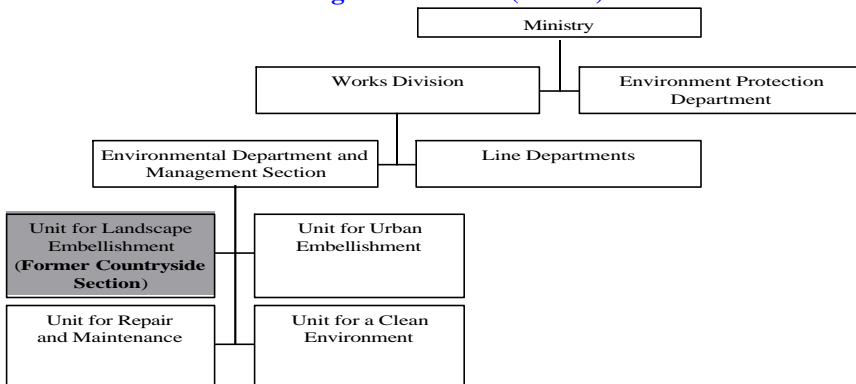 Ministry
Works Division
Environment Protection
Department
Environmental Department and
Management Section
Line Departments
Unit for Landscape
Embellishment
(Former Countryside
Section)
Unit for Urban
Embellishment
Unit for Repair
and Maintenance
Unit for a Clean
Environment